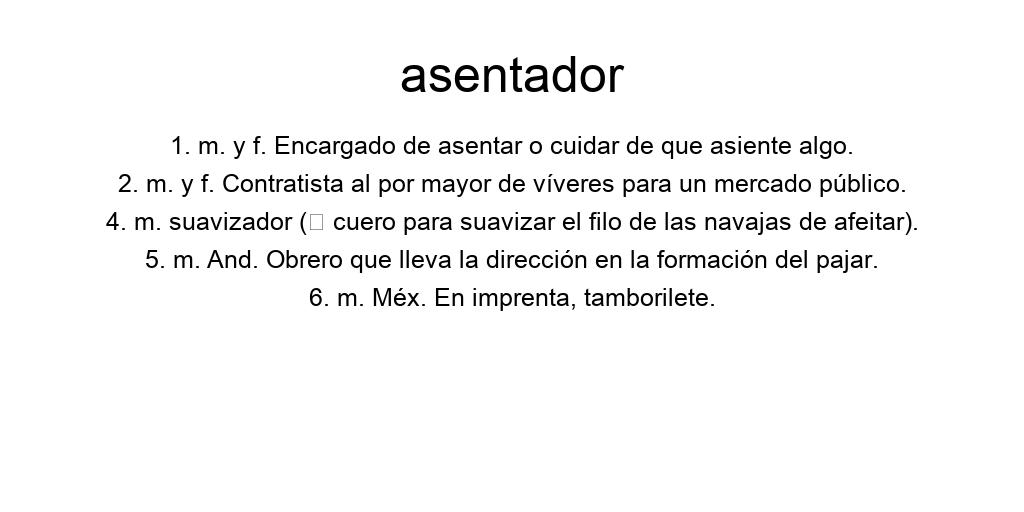 asentador
1. m. y f. Encargado de asentar o cuidar de que asiente algo.
2. m. y f. Contratista al por mayor de víveres para un mercado público.
4. m. suavizador (□ cuero para suavizar el filo de las navajas de afeitar).
5. m. And. Obrero que lleva la dirección en la formación del pajar.
6. m. Méx. En imprenta, tamborilete.